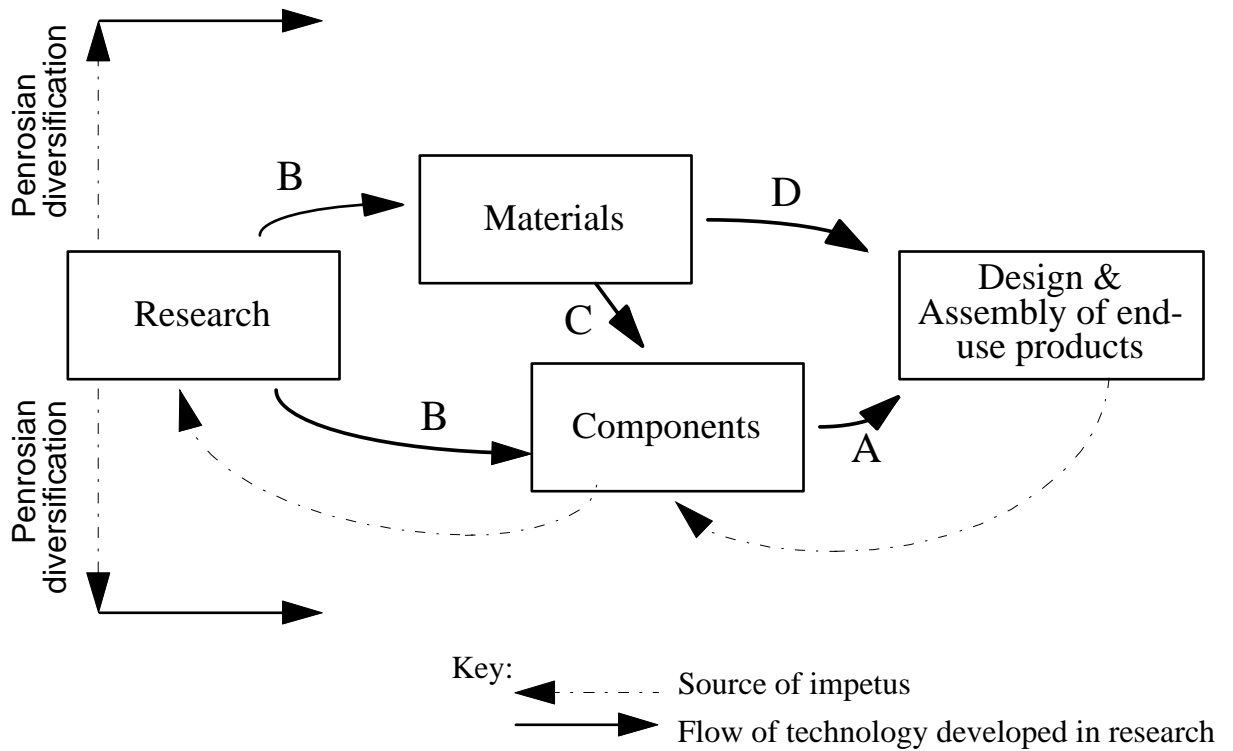 Penrosian
diversification
B
Materials
D
Research
Design &
Assembly of end-
use products
C
B
Components
A
Penrosian
diversification
Key:
Source of impetus
Flow of technology developed in research